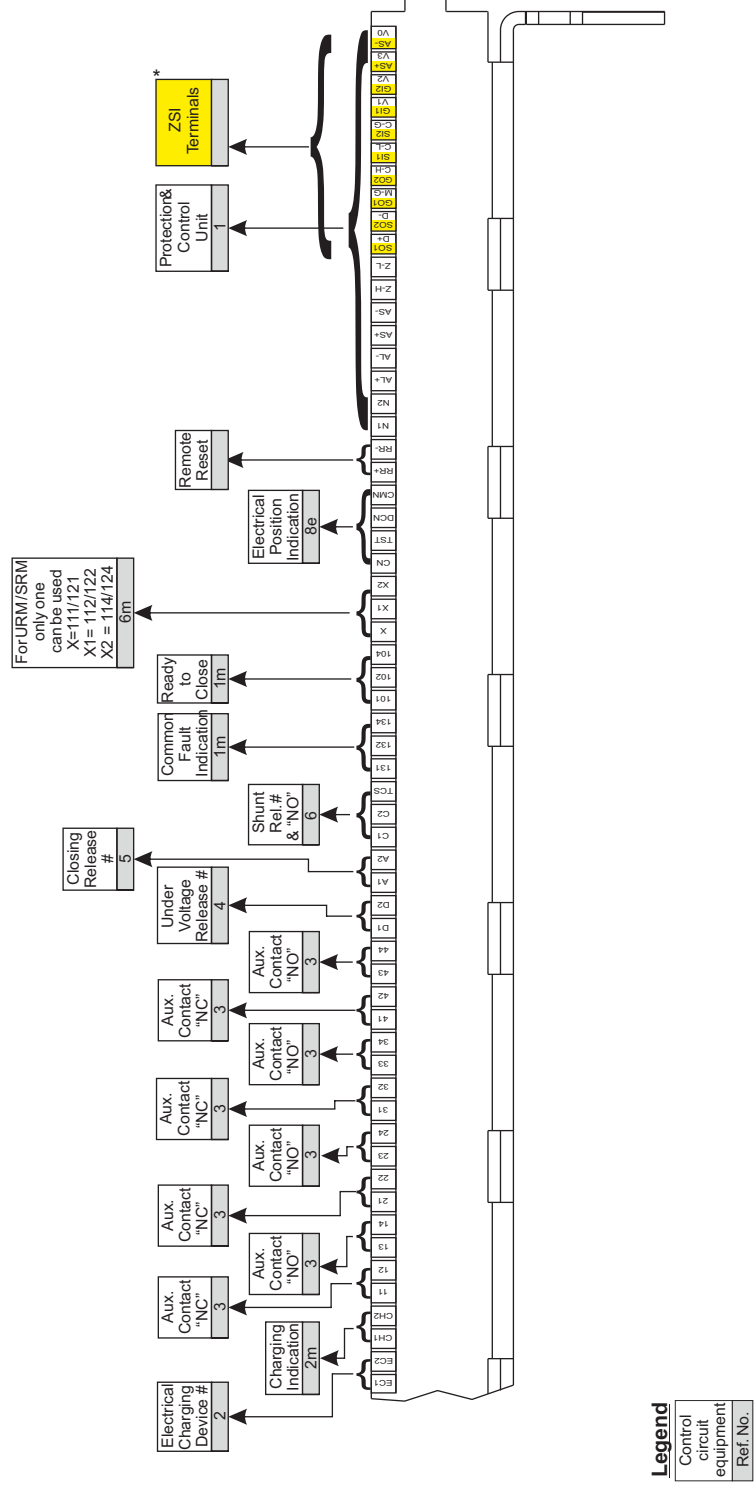 *
ZSI
Terminals
Protection&
Control
Unit
1
Remote
Reset
Electrical
Position
Indication
8e
For URM/SRM
only one
can be used
X=111/121
X1= 112/122
X2 = 114/124
6m
Ready
to
Close
1m
Common
Fault
Indication
1m
Shunt
Rel.#
& "NO"
6
Closing
Release
#
5
Under
Voltage
Release #
4
Aux.
Contact
"NO"
3
Aux.
Contact
"NC"
3
Aux.
Contact
"NO"
3
Aux.
Contact
"NC"
3
Aux.
Contact
"NO"
3
Aux.
Contact
"NC"
3
Aux.
Contact
"NO"
3
Aux.
Contact
"NC"
3
Charging
Indication
2m
Electrical
Charging
Device #
2
V0
AS-
V3
AS+
V2
GI2
V1
GI1
C-G
SI2
C-L
SI1
C-H
GO2
M-G
GO1
D-
SO2
D+
SO1
Z-L
Z-H
AS-
AS+
AL-
AL+
N2
N1
RR-
RR+
CMN
DCN
TST
CN
X2
X1
X
104
102
101
134
132
131
TCS
C2
C1
A2
A1
D2
D1
44
43
42
41
34
33
32
31
24
23
22
21
14
13
12
11
CH2
CH1
EC2
EC1
Legend
Control
circuit
equipment
Ref. No.